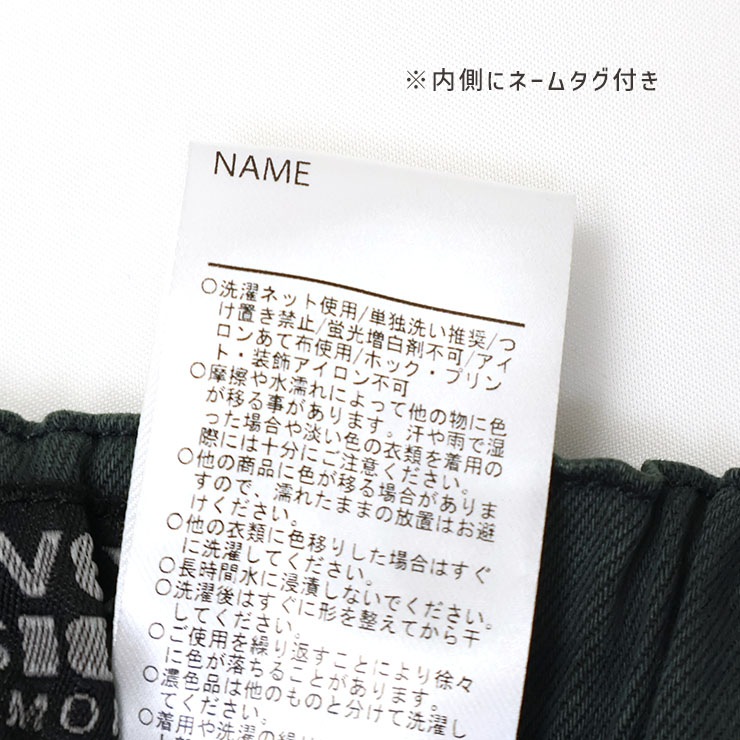 ※内側にネームタグ付き
NAME
○洗濯ネット使用/単独洗い推奨/つ
け置き禁止/蛍光増白剤不可/アイ
ロンあて布使用/ホック・プリン
ト・装飾アイロン不可
○摩擦や水濡れによって他の物に色
が移る事があります。汗や雨で湿
った場合や淡い色の衣類を着用の
際には十分にご注意ください。
○他の商品に色が移る場合がありま
すので、濡れたままの放置はお避
けください。
○他の衣類に色移りした場合はすぐ
に洗濯してください。
○長時間水に浸漬しないでください。
○洗濯後はすぐに形を整えてから干
してください。
○ご使用を繰り返すことにより徐々
に色が落ちることがあります。
○濃色品は他のものと分けて洗濯し
てください。
○着用や洗濯の繰り